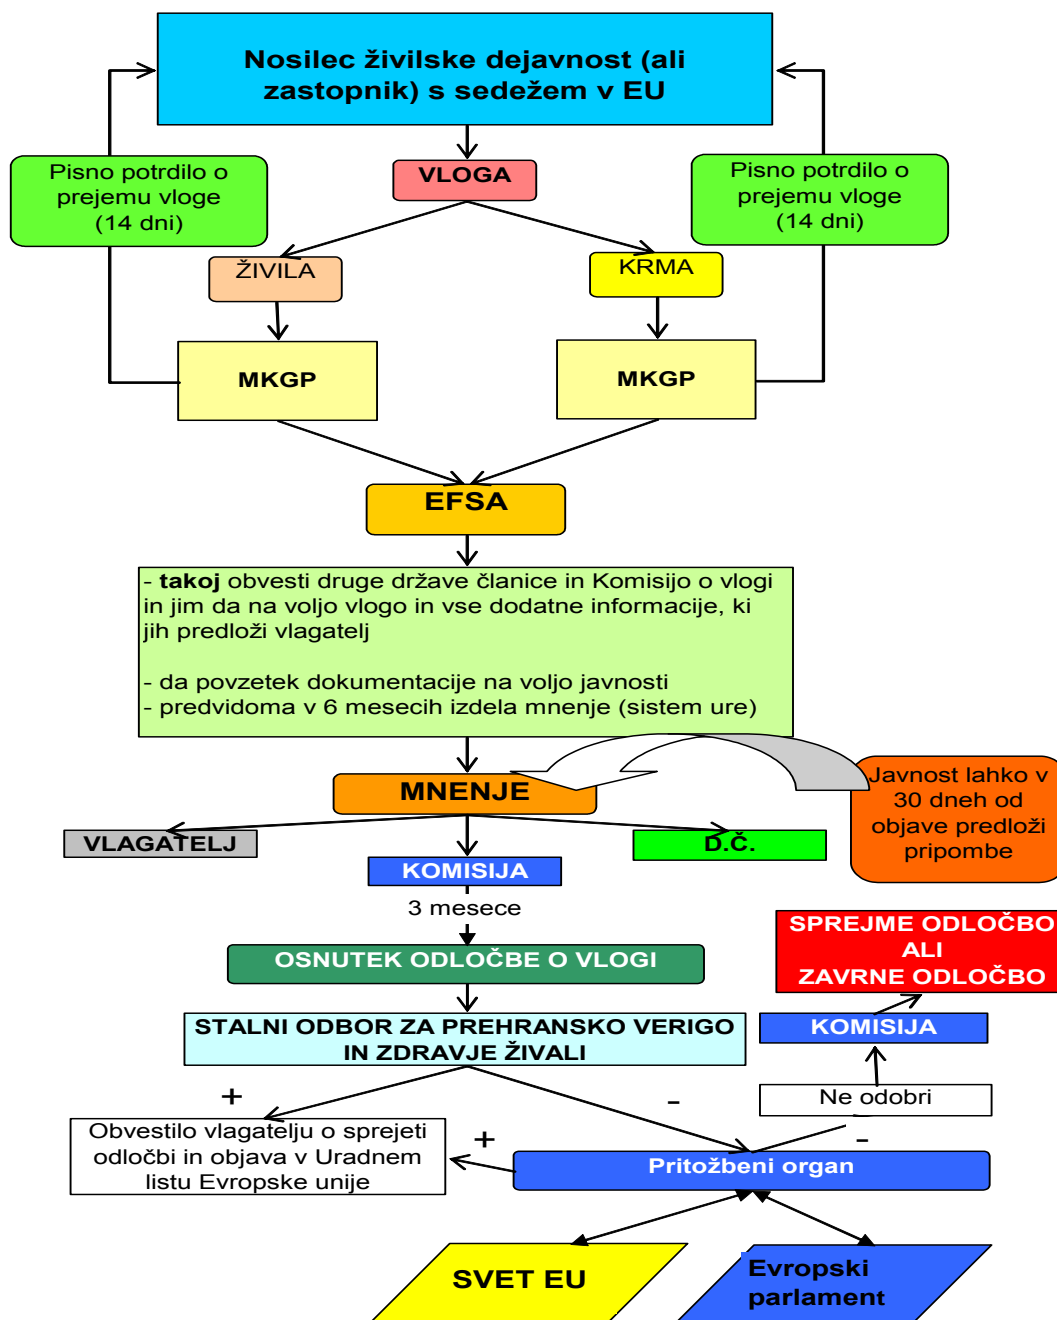 Nosilec živilske dejavnost (ali
zastopnik) s sedežem v EU
Pisno potrdilo o
prejemu vloge
(14 dni)
VLOGA
Pisno potrdilo o
prejemu vloge
(14 dni)
ŽIVILA
KRMA
MKGP
MKGP
EFSA
- takoj obvesti druge države članice in Komisijo o vlogi
in jim da na voljo vlogo in vse dodatne informacije, ki
jih predloži vlagatelj
- da povzetek dokumentacije na voljo javnosti
- predvidoma v 6 mesecih izdela mnenje (sistem ure)
MNENJE
Javnost lahko v
30 dneh od
objave predloži
pripombe
VLAGATELJ
KOMISIJA
D.Č.
3 mesece
OSNUTEK ODLOČBE O VLOGI
SPREJME ODLOČBO
ALI
ZAVRNE ODLOČBO
STALNI ODBOR ZA PREHRANSKO VERIGO
IN ZDRAVJE ŽIVALI
KOMISIJA
+
-
Ne odobri
Obvestilo vlagatelju o sprejeti
odločbi in objava v Uradnem
listu Evropske unije
+
-
Pritožbeni organ
SVET EU
Evropski
parlament